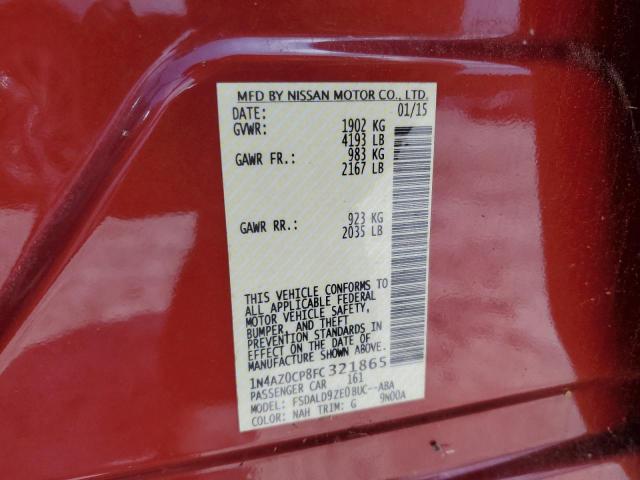 MFD BY NISSAN MOTOR CO., LTD.
DATE: 01/15
GVWR: 1902 KG
4193 LB
GAWR FR.: 983 KG
2167 LB
GAWR RR.: 923 KG
2035 LB
THIS VEHICLE CONFORMS TO
ALL APPLICABLE FEDERAL
MOTOR VEHICLE SAFETY,
BUMPER, AND THEFT
PREVENTION STANDARDS IN
EFFECT ON THE DATE OF
MANUFACTURE SHOWN ABOVE.
1N4AZ0CP8FC321865
PASSENGER CAR 161
MODEL: FSDALD9ZE0BUC--ABA
COLOR: NAH TRIM: G 9N00A